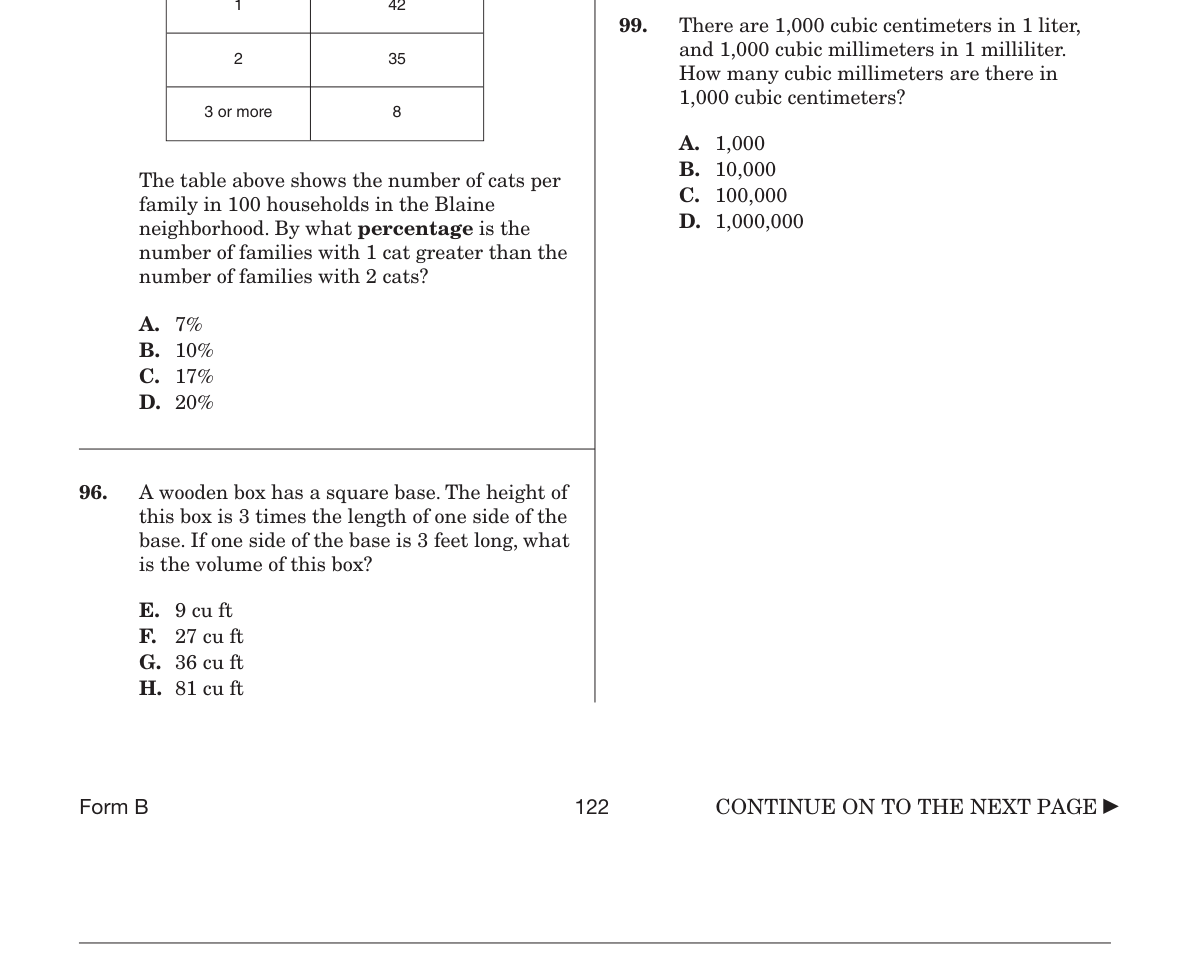 1 42
2 35
3 or more 8
The table above shows the number of cats per
family in 100 households in the Blaine
neighborhood. By what percentage is the
number of families with 1 cat greater than the
number of families with 2 cats?
A. 7%
B. 10%
C. 17%
D. 20%
96. A wooden box has a square base. The height of
this box is 3 times the length of one side of the
base. If one side of the base is 3 feet long, what
is the volume of this box?
E. 9 cu ft
F. 27 cu ft
G. 36 cu ft
H. 81 cu ft
99. There are 1,000 cubic centimeters in 1 liter,
and 1,000 cubic millimeters in 1 milliliter.
How many cubic millimeters are there in
1,000 cubic centimeters?
A. 1,000
B. 10,000
C. 100,000
D. 1,000,000
Form B 122 CONTINUE ON TO THE NEXT PAGE ►